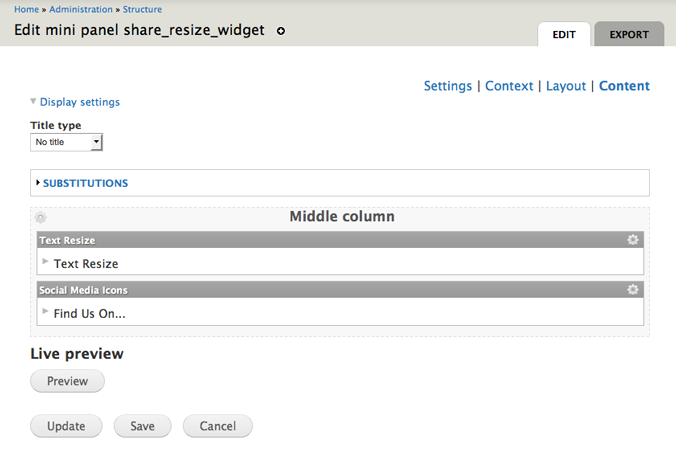 Home » Administration » Structure
Edit mini panel share_resize_widget
EDIT
EXPORT
Settings | Context | Layout | Content
Display settings
Title type
No title
SUBSTITUTIONS
Middle column
Text Resize
Text Resize
Social Media Icons
Find Us On...
Live preview
Preview
Update
Save
Cancel